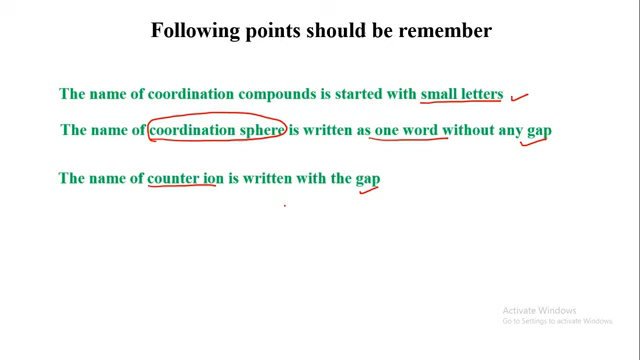 Following points should be remember
The name of coordination compounds is started with small letters
The name of coordination sphere is written as one word without any gap
The name of counter ion is written with the gap
Activate Windows
Go to Settings to activate Windows.